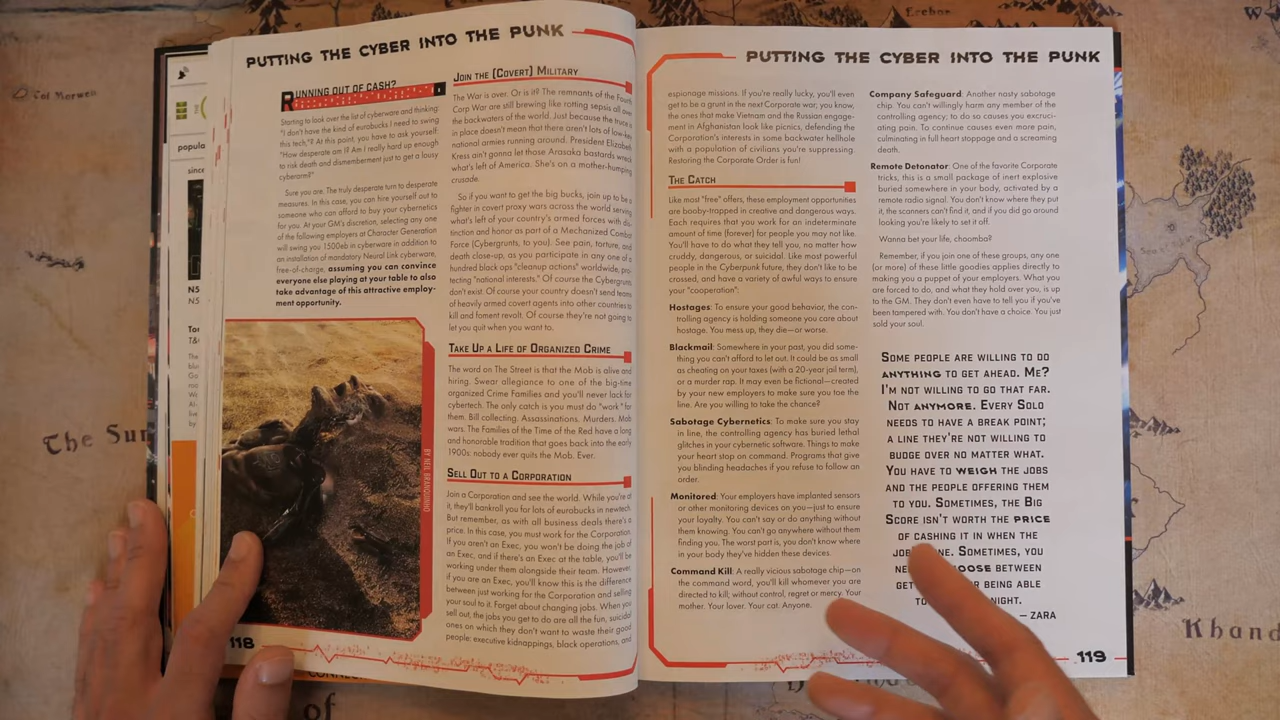 PUTTING THE CYBER INTO THE PUNK
RUNNING OUT OF CASH?
Starting to look over the list of cyberware and thinking
"I don't have the kind of eurobucks I need to swing
this tech,"? At this point, you have to ask yourself:
"How desperate am I? Am I really hard up enough
to risk death and dismemberment just to get a lousy
cyberarm?"
Sure you are. The truly desperate turn to desperate
measures. In this case, you can hire yourself out to
someone who can afford to buy your cybernetics
for you. At your GM's discretion, selecting any one
of the following employers at Character Generation
will swing you 1500eb in cyberware in addition to
an installation of mandatory Neural Link cyberware,
free-of-charge, assuming you can convince
everyone else playing at your table to also
take advantage of this attractive employ-
ment opportunity.
BY NEIL BRANQUINHO
118
JOIN THE (COVERT) MILITARY
The War is over. Or is it? The remnants of the Fourth
Corp War are still brewing like rotting sepsis all over
the backwaters of the world. Just because the truce is
in place doesn't mean that there aren't lots of low-key
national armies running around. President Elizabeth
Kress ain't gonna let those Arasaka bastards wreck
what's left of America. She's on a mother-humping
crusade.
So if you want to get the big bucks, join up to be a
fighter in covert proxy wars across the world serving
what's left of your country's armed forces with dis-
tinction and honor as part of a Mechanized Combat
Force (Cybergrunts, to you). See pain, torture, and
death close-up, as you participate in any one of a
hundred black ops "cleanup actions" worldwide, pro-
tecting "national interests." Of course the Cybergrunts
don't exist. Of course your country doesn't send teams
of heavily armed covert agents into other countries to
kill and foment revolt. Of course they're not going to
let you quit when you want to.
TAKE UP A LIFE OF ORGANIZED CRIME
The word on The Street is that the Mob is alive and
hiring. Swear allegiance to one of the big-time
organized Crime Families and you'll never lack for
cybertech. The only catch is you must do "work" for
them. Bill collecting. Assassinations. Murders. Mob
wars. The Families of the Time of the Red have a long
and honorable tradition that goes back into the early
1900s: nobody ever quits the Mob. Ever.
SELL OUT TO A CORPORATION
Join a Corporation and see the world. While you're at
it, they'll bankroll you for lots of eurobucks in newtech.
But remember, as with all business deals there's a
price. In this case, you must work for the Corporation.
If you aren't an Exec, you won't be doing the job of
an Exec, and if there's an Exec at the table, you'll be
working under them alongside their team. However,
if you are an Exec, you'll know this is the difference
between just working for the Corporation and selling
your soul to it. Forget about changing jobs. When you
sell out, the jobs you get to do are all the fun, suicidal
ones on which they don't want to waste their good
people; executive kidnappings, black operations, and
PUTTING THE CYBER INTO THE PUNK
espionage missions. If you're really lucky, you'll even
get to be a grunt in the next Corporate war; you know,
the ones that make Vietnam and the Russian engage-
ment in Afghanistan look like picnics, defending the
Corporation's interests in some backwater hellhole
with a population of civilians you're suppressing.
Restoring the Corporate Order is fun!
THE CATCH
Like most "free" offers, these employment opportunities
are booby-trapped in creative and dangerous ways.
Each requires that you work for an indeterminate
amount of time (forever) for people you may not like.
You'll have to do what they tell you, no matter how
cruddy, dangerous, or suicidal. Like most powerful
people in the Cyberpunk future, they don't like to be
crossed, and have a variety of awful ways to ensure
your "cooperation":
Hostages: To ensure your good behavior, the con-
trolling agency is holding someone you care about
hostage. You mess up, they die—or worse.
Blackmail: Somewhere in your past, you did some-
thing you can't afford to let out. It could be as small
as cheating on your taxes (with a 20-year jail term),
or a murder rap. It may even be fictional—created
by your new employers to make sure you toe the
line. Are you willing to take the chance?
Sabotage Cybernetics: To make sure you stay
in line, the controlling agency has buried lethal
glitches in your cybernetic software. Things to make
your heart stop on command. Programs that give
you blinding headaches if you refuse to follow an
order.
Monitored: Your employers have implanted sensors
or other monitoring devices on you—just to ensure
your loyalty. You can't say or do anything without
them knowing. You can't go anywhere without them
finding you. The worst part is, you don't know where
in your body they've hidden these devices.
Command Kill: A really vicious sabotage chip—on
the command word, you'll kill whomever you are
directed to kill; without control, regret or mercy. Your
mother. Your lover. Your cat. Anyone.
Company Safeguard: Another nasty sabotage
chip. You can't willingly harm any member of the
controlling agency; to do so causes you excruci-
ating pain. To continue causes even more pain,
culminating in full heart stoppage and a screaming
death.
Remote Detonator: One of the favorite Corporate
tricks, this is a small package of inert explosive
buried somewhere in your body, activated by a
remote radio signal. You don't know where they put
it, the scanners can't find it, and if you did go around
looking you're likely to set it off.
Wanna bet your life, choomba?
Remember, if you join one of these groups, any one
(or more) of these little goodies applies directly to
making you a puppet of your employers. What you
are forced to do, and what they hold over you, is up
to the GM. They don't even have to tell you if you've
been tampered with. You don't have a choice. You just
sold your soul.
SOME PEOPLE ARE WILLING TO DO
ANYTHING TO GET AHEAD. ME?
I'M NOT WILLING TO GO THAT FAR.
NOT ANYMORE. EVERY SOLO
NEEDS TO HAVE A BREAK POINT;
A LINE THEY'RE NOT WILLING TO
BUDGE OVER NO MATTER WHAT.
YOU HAVE TO WEIGH THE JOBS
AND THE PEOPLE OFFERING THEM
TO YOU. SOMETIMES, THE BIG
SCORE ISN'T WORTH THE PRICE
OF CASHING IT IN WHEN THE
SOMETIMES, YOU
BETWEEN
BEING ABLE
— ZARA
119
Cat Morwen
The Sur
Khand
of
popula
since
N5